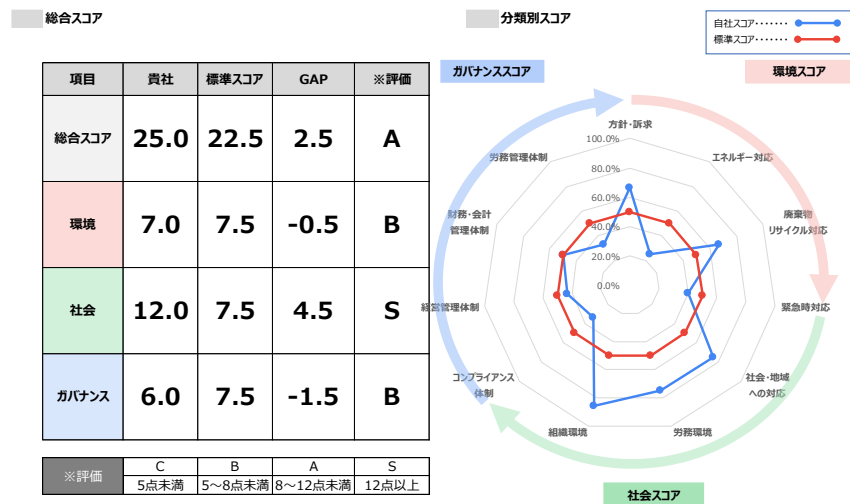 総合スコア
項目 貴社 標準スコア GAP ※評価
総合スコア 25.0 22.5 2.5 A
環境 7.0 7.5 -0.5 B
社会 12.0 7.5 4.5 S
ガバナンス 6.0 7.5 -1.5 B
※評価
C B A S
5点未満 5～8点未満 8～12点未満 12点以上
分類別スコア
自社スコア‥‥‥
標準スコア‥‥‥
ガバナンススコア
環境スコア
方針・訴求
100.0%
80.0%
60.0%
40.0%
20.0%
0.0%
エネルギー対応
廃棄物
リサイクル対応
緊急時対応
社会・地域
への対応
労務環境
組織環境
コンプライアンス
体制
経営管理体制
財務・会計
管理体制
労務管理体制
社会スコア